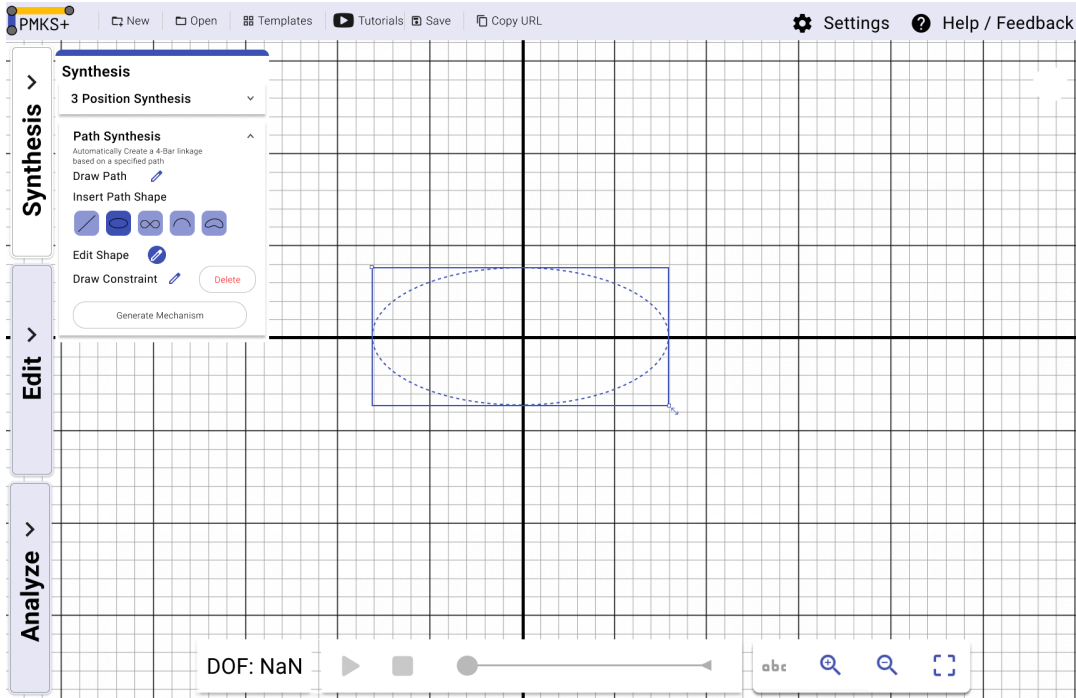 PMKS+
New
Open
Templates
Tutorials
Save
Copy URL
Settings
Help / Feedback
Synthesis
Synthesis
3 Position Synthesis
Path Synthesis
Automatically Create a 4-Bar linkage
based on a specified path
Draw Path
Insert Path Shape
Edit Shape
Draw Constraint
Delete
Generate Mechanism
Edit
Analyze
DOF: NaN
abc